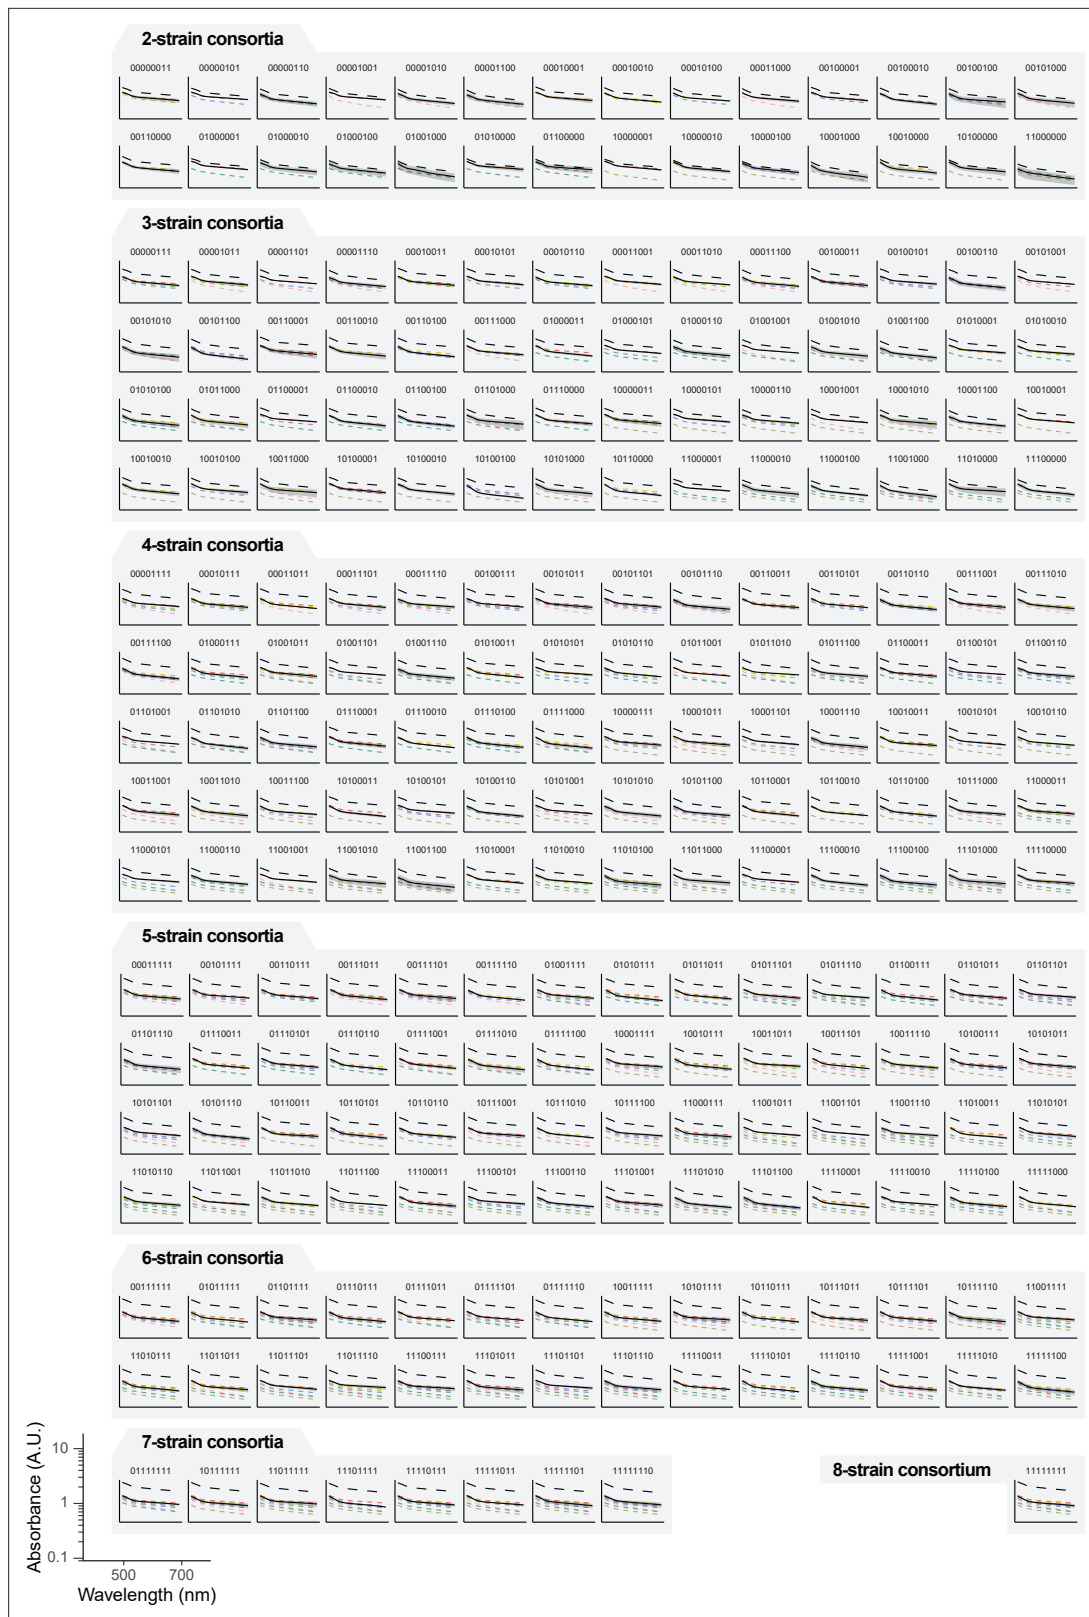 2-strain consortia
00000011 00000101 00000110 00001001 00001010 00001100 00010001 00010010 00010100 00011000 00100001 00100010 00100100 00101000
00110000 01000001 01000010 01000100 01001000 01010000 01100000 10000001 10000010 10000100 10001000 10010000 10100000 11000000
3-strain consortia
00000111 00001011 00001101 00001110 00010011 00010101 00010110 00011001 00011010 00011100 00100011 00100101 00100110 00101001
00101010 00101100 00110001 00110010 00110100 00111000 01000011 01000101 01000110 01001001 01001010 01001100 01010001 01010010
01010100 01011000 01100001 01100010 01100100 01101000 01110000 10000011 10000101 10000110 10001001 10001010 10001100 10010001
10010010 10010100 10011000 10100001 10100010 10100100 10101000 10110000 11000001 11000010 11000100 11001000 11010000 11100000
4-strain consortia
00001111 00010111 00011011 00011101 00011110 00100111 00101011 00101101 00101110 00110011 00110101 00110110 00111001 00111010
00111100 01000111 01001011 01001101 01001110 01010011 01010101 01010110 01011001 01011010 01011100 01100011 01100101 01100110
01101001 01101010 01101100 01110001 01110010 01110100 01111000 10000111 10001011 10001101 10001110 10010011 10010101 10010110
10011001 10011010 10011100 10100011 10100101 10100110 10101001 10101010 10101100 10110001 10110010 10110100 10111000 11000011
11000101 11000110 11001001 11001010 11001100 11010001 11010010 11010100 11011000 11100001 11100010 11100100 11101000 11110000
5-strain consortia
00011111 00101111 00110111 00111011 00111101 00111110 01001111 01010111 01011011 01011101 01011110 01100111 01101011 01101101
01101110 01110011 01110101 01110110 01111001 01111010 01111100 10001111 10010111 10011011 10011101 10011110 10100111 10101011
10101101 10101110 10110011 10110101 10110110 10111001 10111010 10111100 11000111 11001011 11001101 11001110 11010011 11010101
11010110 11011001 11011010 11011100 11100011 11100101 11100110 11101001 11101010 11101100 11110001 11110010 11110100 11111000
6-strain consortia
00111111 01011111 01101111 01110111 01111011 01111101 01111110 10011111 10101111 10110111 10111011 10111101 10111110 11001111
11010111 11011011 11011101 11011110 11100111 11101011 11101101 11101110 11110011 11110101 11110110 11111001 11111010 11111100
7-strain consortia
8-strain consortium
01111111 10111111 11011111 11101111 11110111 11111011 11111101 11111110 11111111
Absorbance (A.U.)
10
1
0.1
500 700
Wavelength (nm)